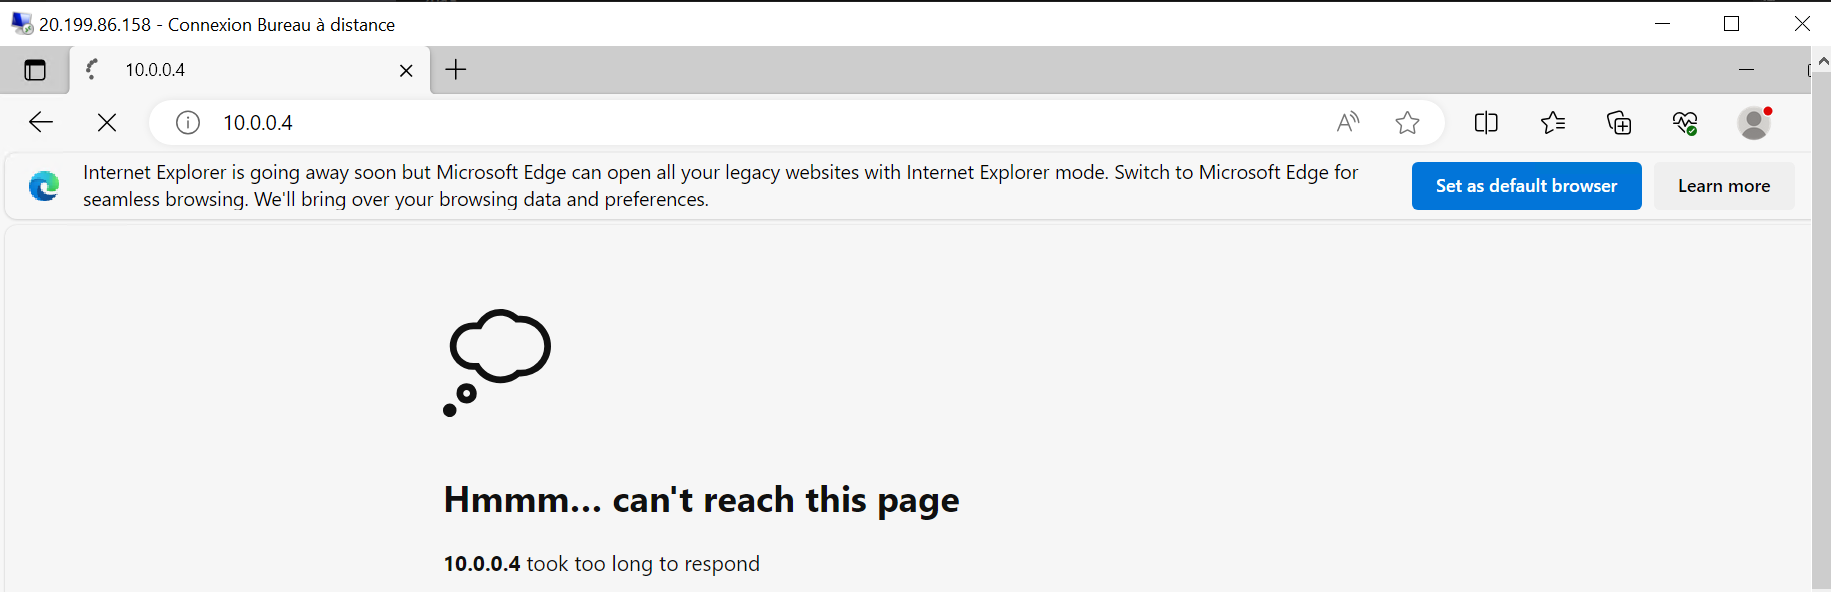 20.199.86.158 - Connexion Bureau à distance
10.0.0.4
10.0.0.4
Internet Explorer is going away soon but Microsoft Edge can open all your legacy websites with Internet Explorer mode. Switch to Microsoft Edge for
seamless browsing. We'll bring over your browsing data and preferences.
Set as default browser
Learn more
Hmmm... can't reach this page
10.0.0.4 took too long to respond